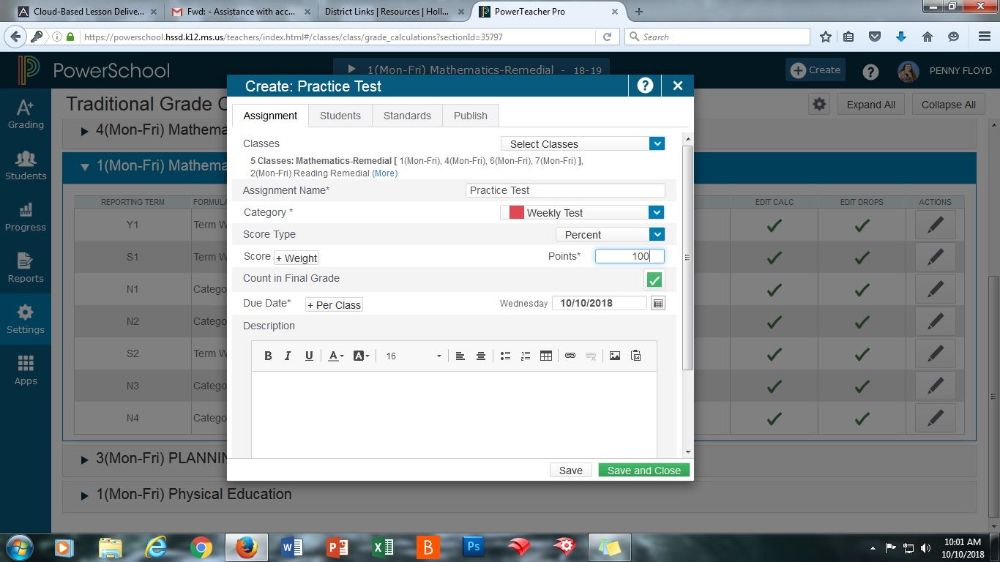 Cloud-Based Lesson Delive...
Fwd: - Assistance with acc...
District Links | Resources | Holl...
PowerTeacher Pro
https://powerschool.hssd.k12.ms.us/teachers/index.html#/classes/class/grade_calculations?sectionId=35797
Search
PowerSchool
1(Mon-Fri) Mathematics-Remedial - 18-19
Create
?
PENNY FLOYD
Create: Practice Test
?
Traditional Grade C
Expand All
Collapse All
A+
Grading
Students
Progress
Reports
Settings
Apps
4(Mon-Fri) Mathema
1(Mon-Fri) Mathema
REPORTING TERM
FORMULA
EDIT CALC
EDIT DROPS
ACTIONS
Y1
Term W
S1
Term W
N1
Catego
N2
Catego
S2
Term W
N3
Catego
N4
Catego
3(Mon-Fri) PLANNIN
1(Mon-Fri) Physical Education
Assignment
Students
Standards
Publish
Classes
Select Classes
5 Classes: Mathematics-Remedial [ 1(Mon-Fri), 4(Mon-Fri), 6(Mon-Fri), 7(Mon-Fri) ],
2(Mon-Fri) Reading Remedial (More)
Assignment Name*
Practice Test
Category *
Weekly Test
Score Type
Percent
Score
+ Weight
Points*
100
Count in Final Grade
Due Date*
+ Per Class
Wednesday
10/10/2018
Description
B I U A A 16
Save
Save and Close
10:01 AM
10/10/2018